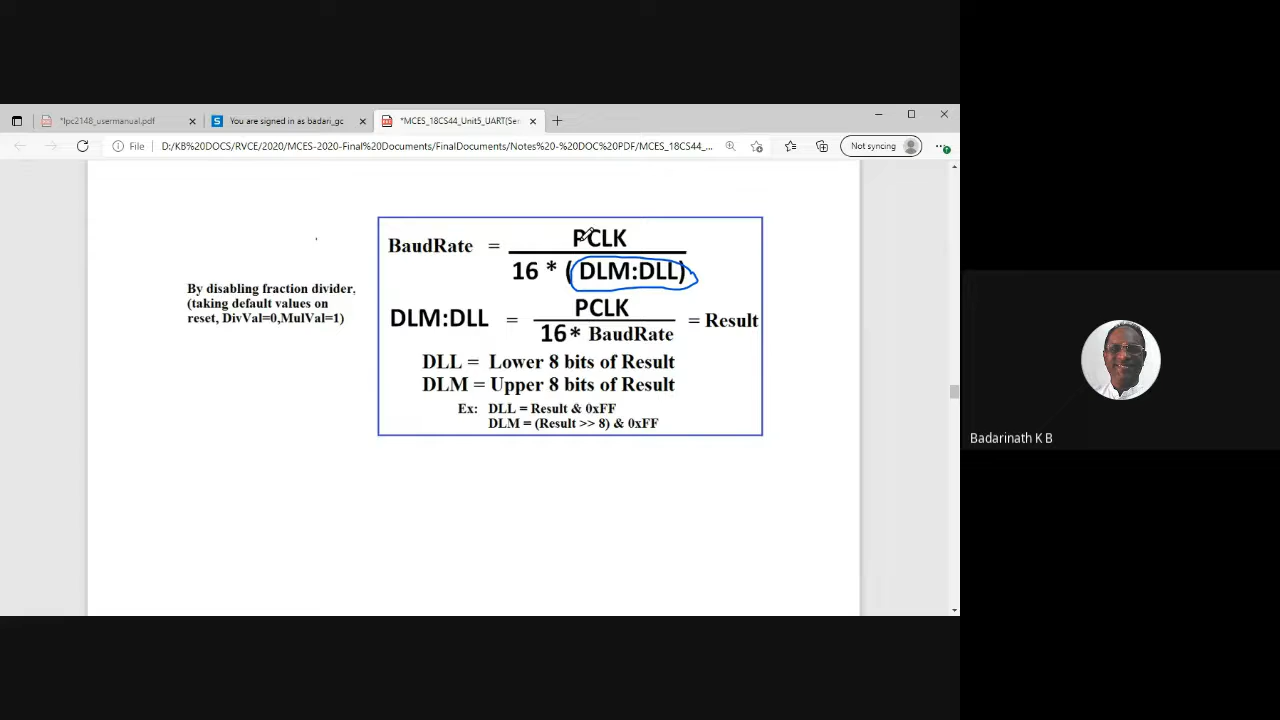 *lpc2148_usermanual.pdf
You are signed in as badari_gc
*MCES_18CS44_Unit5_UART(Ser
File
D:/KB%20DOCS/RVCE/2020/MCES-2020-Final%20Documents/FinalDocuments/Notes%20-%20DOC%20PDF/MCES_18CS44_...
Not syncing
BaudRate = PCLK
16 * ( DLM:DLL)
By disabling fraction divider,
(taking default values on
reset, DivVal=0,MulVal=1)
DLM:DLL = PCLK = Result
16* BaudRate
DLL = Lower 8 bits of Result
DLM = Upper 8 bits of Result
Ex: DLL = Result & 0xFF
DLM = (Result >> 8) & 0xFF
Badarinath K B